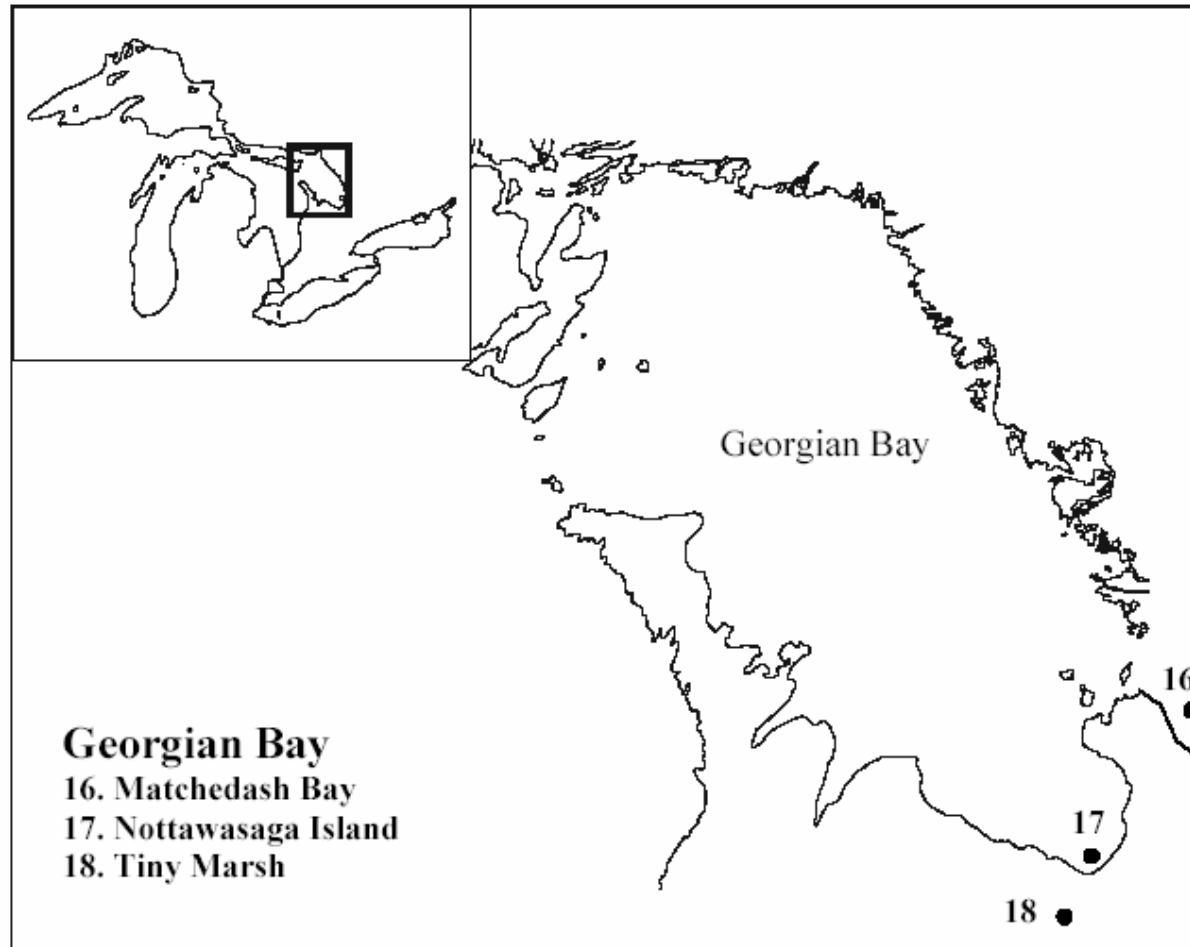 Georgian Bay
16
Georgian Bay
16. Matchedash Bay
17. Nottawasaga Island
18. Tiny Marsh
17
18